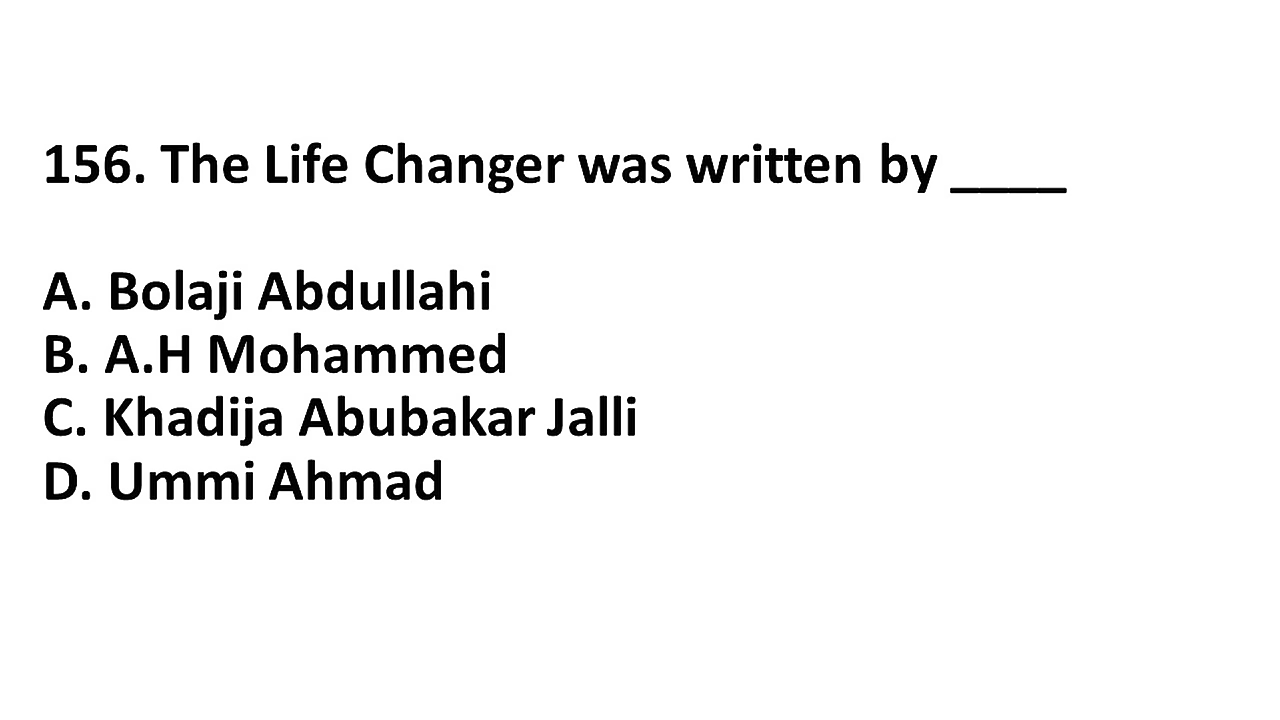 156. The Life Changer was written by ____
A. Bolaji Abdullahi
B. A.H Mohammed
C. Khadija Abubakar Jalli
D. Ummi Ahmad